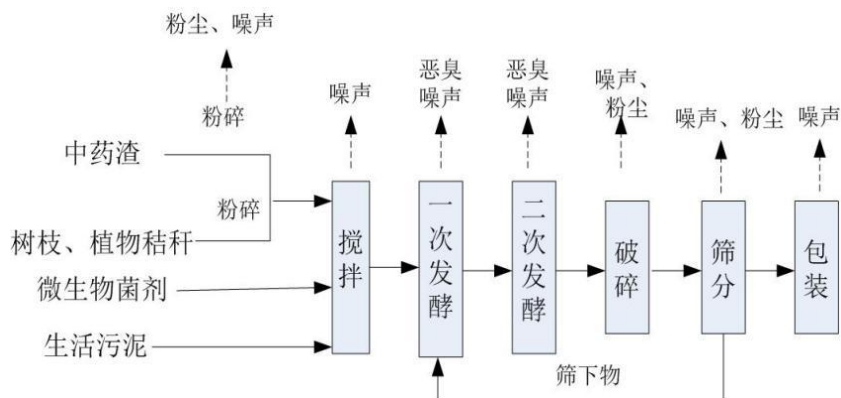 粉尘、噪声
粉碎
中药渣
粉碎
树枝、植物秸秆
微生物菌剂
生活污泥
噪声
搅拌
恶臭
噪声
一次发酵
恶臭
噪声
二次发酵
噪声、
粉尘
破碎
噪声、粉尘
筛分
噪声
包装
筛下物